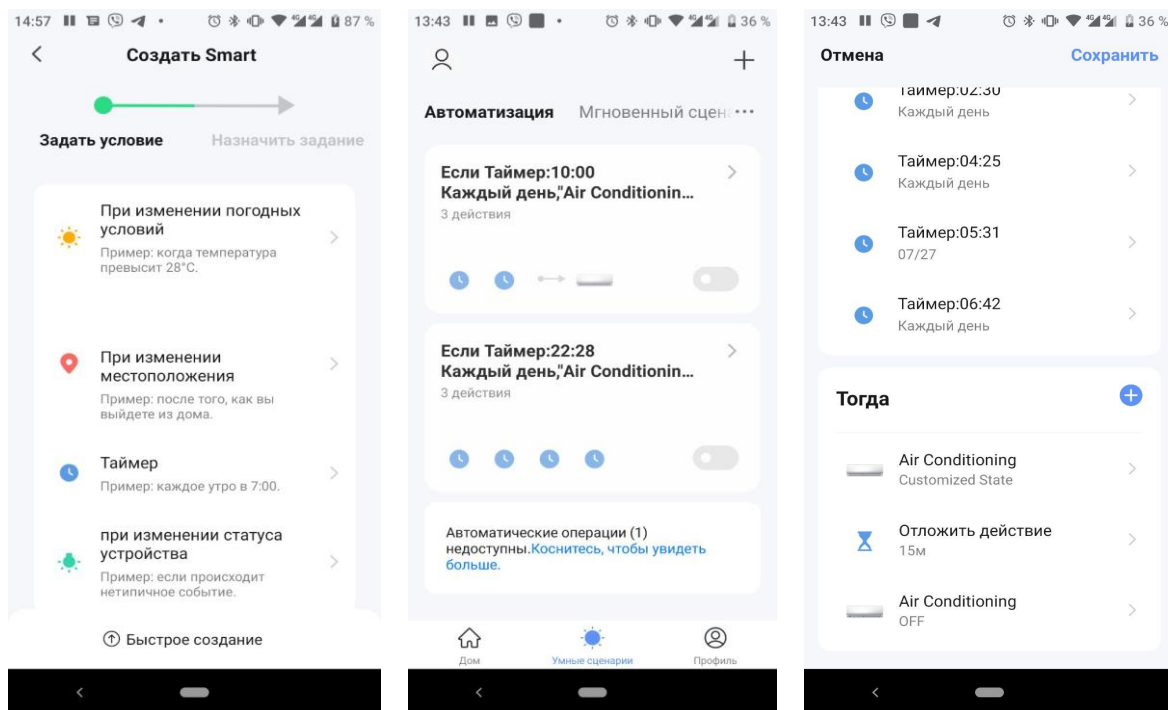 14:57
87 %
Создать Smart
Задать условие
Назначить задание
При изменении погодных
условий
Пример: когда температура
превысит 28°C.
При изменении
местоположения
Пример: после того, как вы
выйдете из дома.
Таймер
Пример: каждое утро в 7:00.
при изменении статуса
устройства
Пример: если происходит
нетипичное событие.
Быстрое создание
13:43
4G 4G 36 %
Автоматизация
Мгновенный сцен
Если Таймер:10:00
Каждый день,"Air Conditionin...
3 действия
Если Таймер:22:28
Каждый день,"Air Conditionin...
3 действия
Автоматические операции (1)
недоступны.Коснитесь, чтобы увидеть
больше.
Дом
Умные сценарии
Профиль
13:43
4G 4G 36 %
Отмена
Сохранить
Таймер:02:30
Каждый день
Таймер:04:25
Каждый день
Таймер:05:31
07/27
Таймер:06:42
Каждый день
Тогда
Air Conditioning
Customized State
Отложить действие
15м
Air Conditioning
OFF